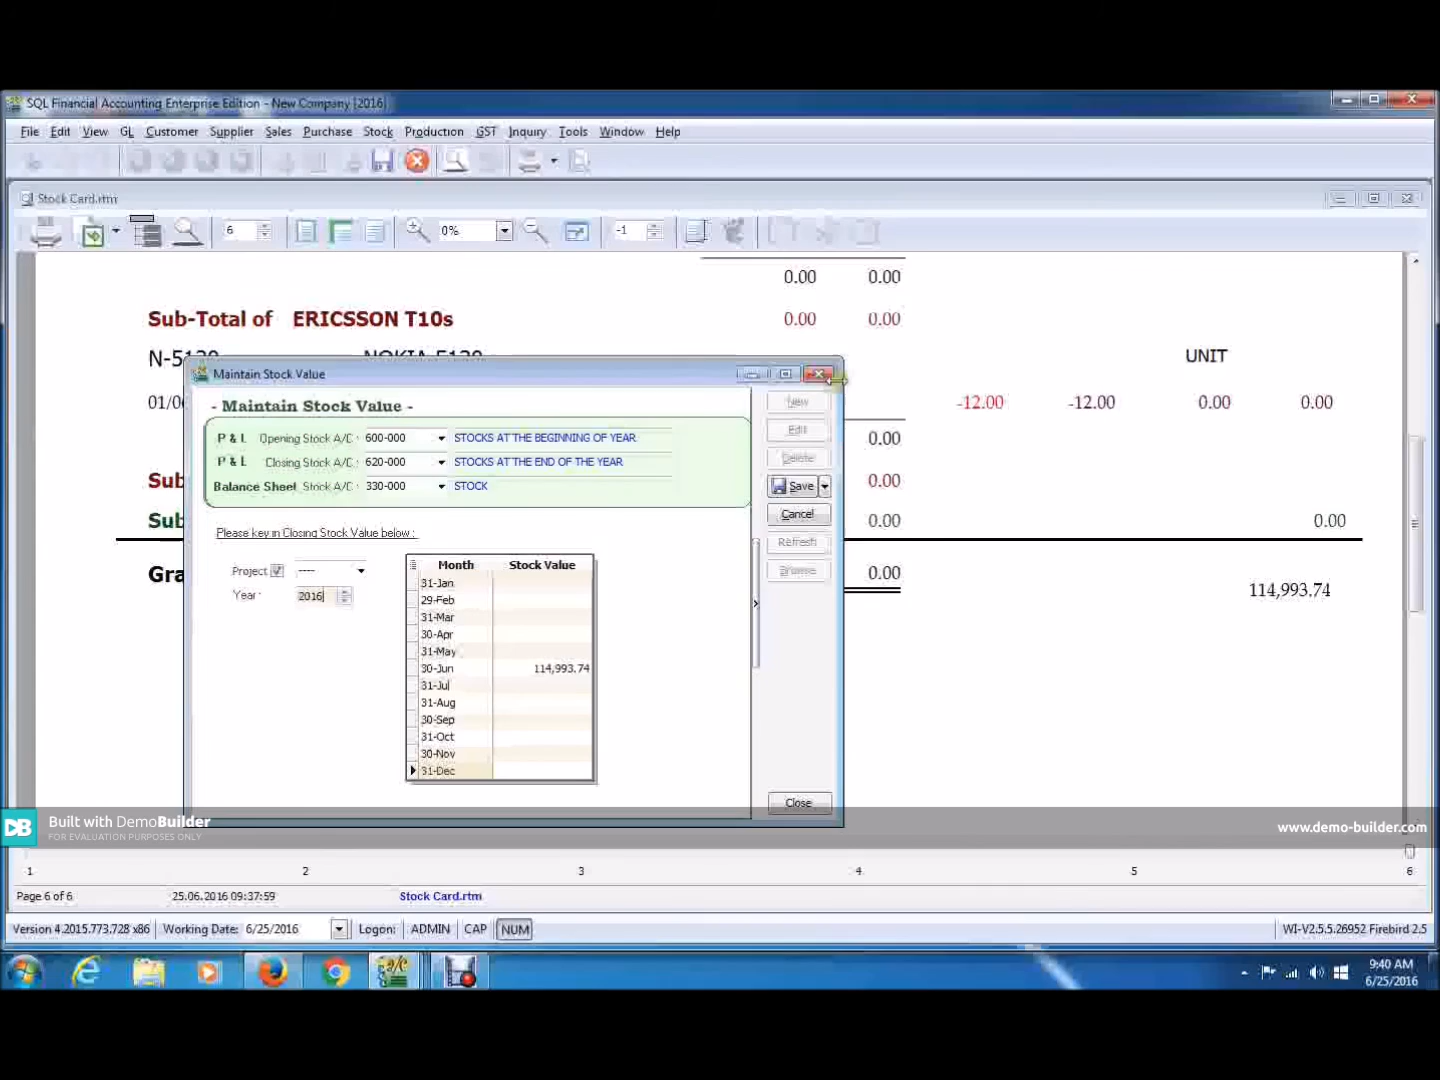 SQL Financial Accounting Enterprise Edition - New Company [2016]
File Edit View GL Customer Supplier Sales Purchase Stock Production GST Inquiry Tools Window Help
Stock Card.rtm
6 0% -1
0.00 0.00
Sub-Total of ERICSSON T10s 0.00 0.00
UNIT
Maintain Stock Value
- Maintain Stock Value -
New
01/0
-12.00 -12.00 0.00 0.00
Edit
P & L Opening Stock A/C : 600-000 STOCKS AT THE BEGINNING OF YEAR
0.00
Delete
P & L Closing Stock A/C : 620-000 STOCKS AT THE END OF THE YEAR
Balance Sheet Stock A/C : 330-000 STOCK
Save
Sub
0.00
Cancel
Sub
0.00 0.00
Please key in Closing Stock Value below :
Refresh
Browse
Gra
0.00
114,993.74
Project ----
Year : 2016
Month Stock Value
31-Jan
29-Feb
31-Mar
30-Apr
31-May
30-Jun 114,993.74
31-Jul
31-Aug
30-Sep
31-Oct
30-Nov
31-Dec
Close
DB Built with DemoBuilder
FOR EVALUATION PURPOSES ONLY
www.demo-builder.com
1 2 3 4 5 6
Page 6 of 6 25.06.2016 09:37:59 Stock Card.rtm
Version 4.2015.773.728 x86 Working Date: 6/25/2016 Logon: ADMIN CAP NUM WI-V2.5.5.26952 Firebird 2.5
9:40 AM
6/25/2016